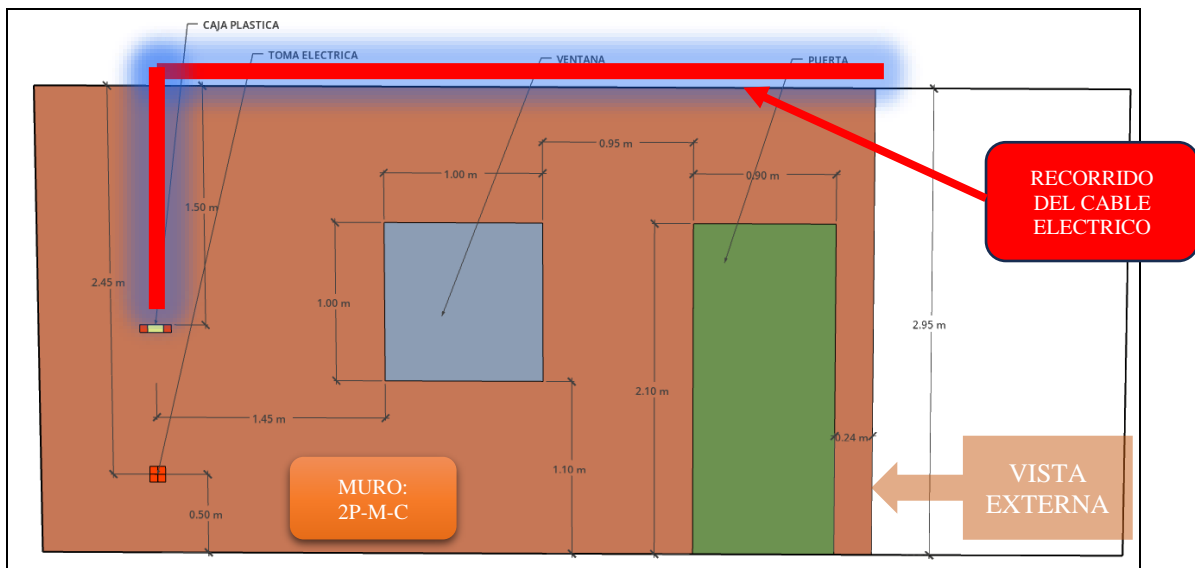 CAJA PLASTICA
TOMA ELECTRICA
VENTANA
PUERTA
0.95 m
1.00 m
0.90 m
1.50 m
RECORRIDO
DEL CABLE
ELECTRICO
2.45 m
1.00 m
2.95 m
2.10 m
1.45 m
0.24 m
1.10 m
MURO:
2P-M-C
VISTA
EXTERNA
0.50 m